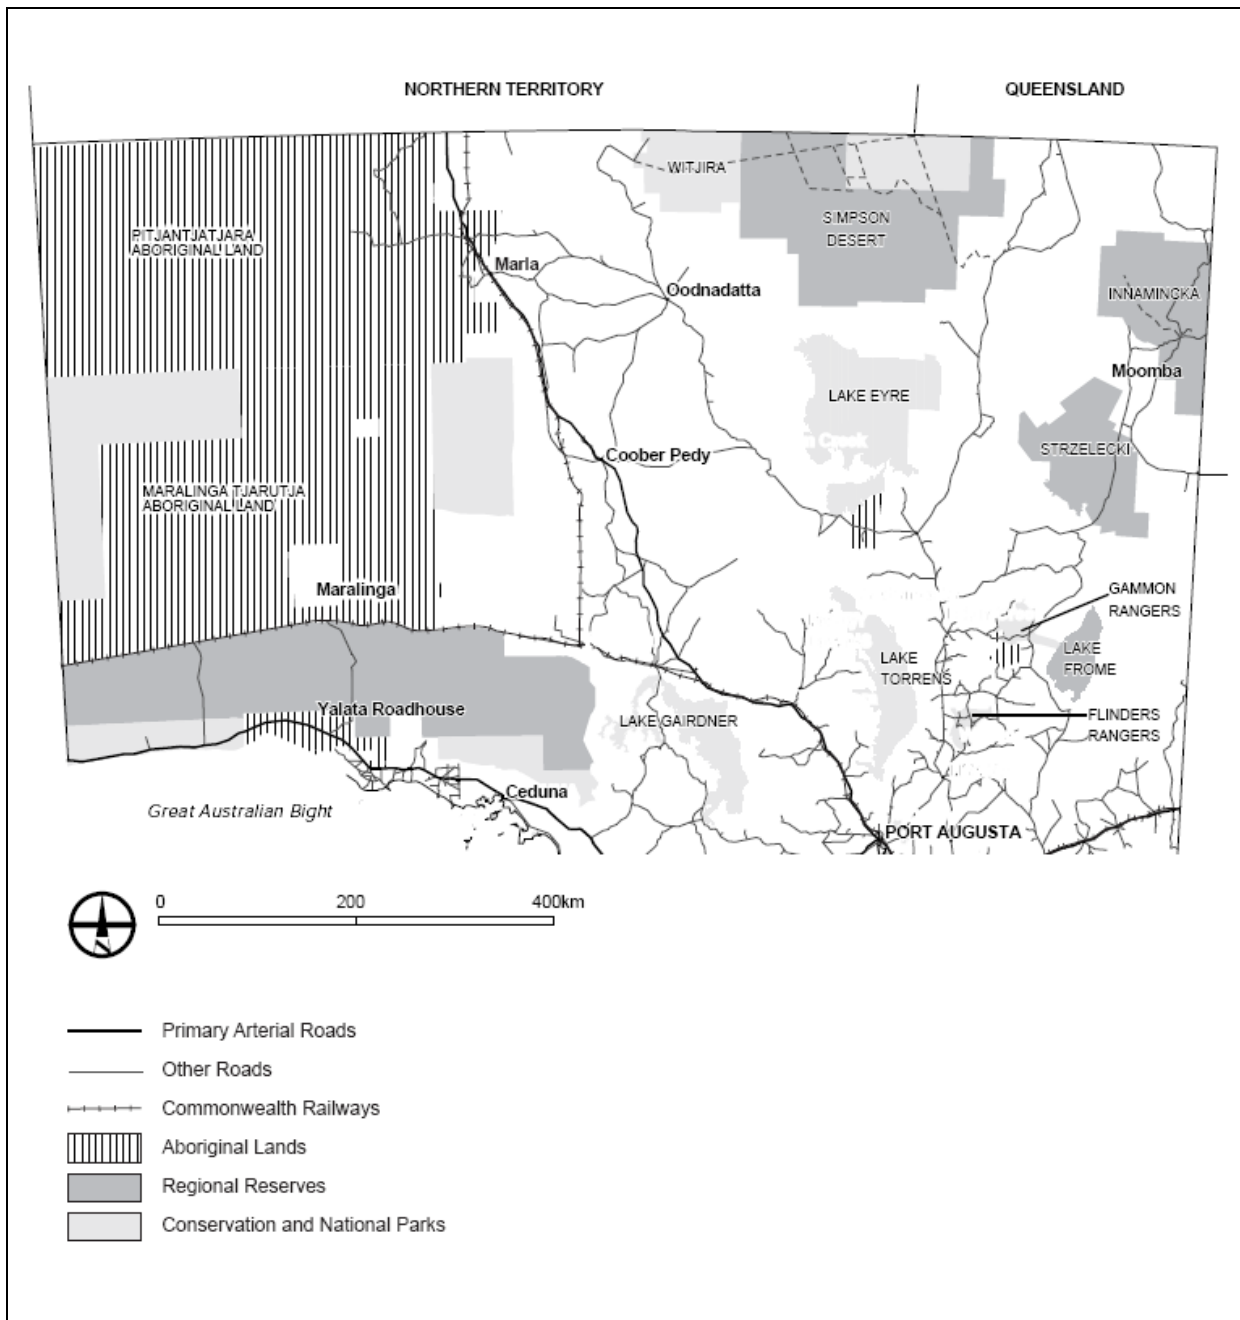 NORTHERN TERRITORY
QUEENSLAND
WITJIRA
PITJANTJATJARA
ABORIGINAL LAND
SIMPSON
DESERT
Marla
Oodnadatta
INNAMINCKA
Moomba
LAKE EYRE
Creek
STRZELECKI
Coober Pedy
MARALINGA TJARUTJA
ABORIGINAL LAND
Maralinga
GAMMON
RANGERS
LAKE
TORRENS
LAKE
FROME
Yalata Roadhouse
LAKE GAIRDNER
FLINDERS
RANGERS
Ceduna
Great Australian Bight
PORT AUGUSTA
N
0 200 400km
Primary Arterial Roads
Other Roads
Commonwealth Railways
Aboriginal Lands
Regional Reserves
Conservation and National Parks